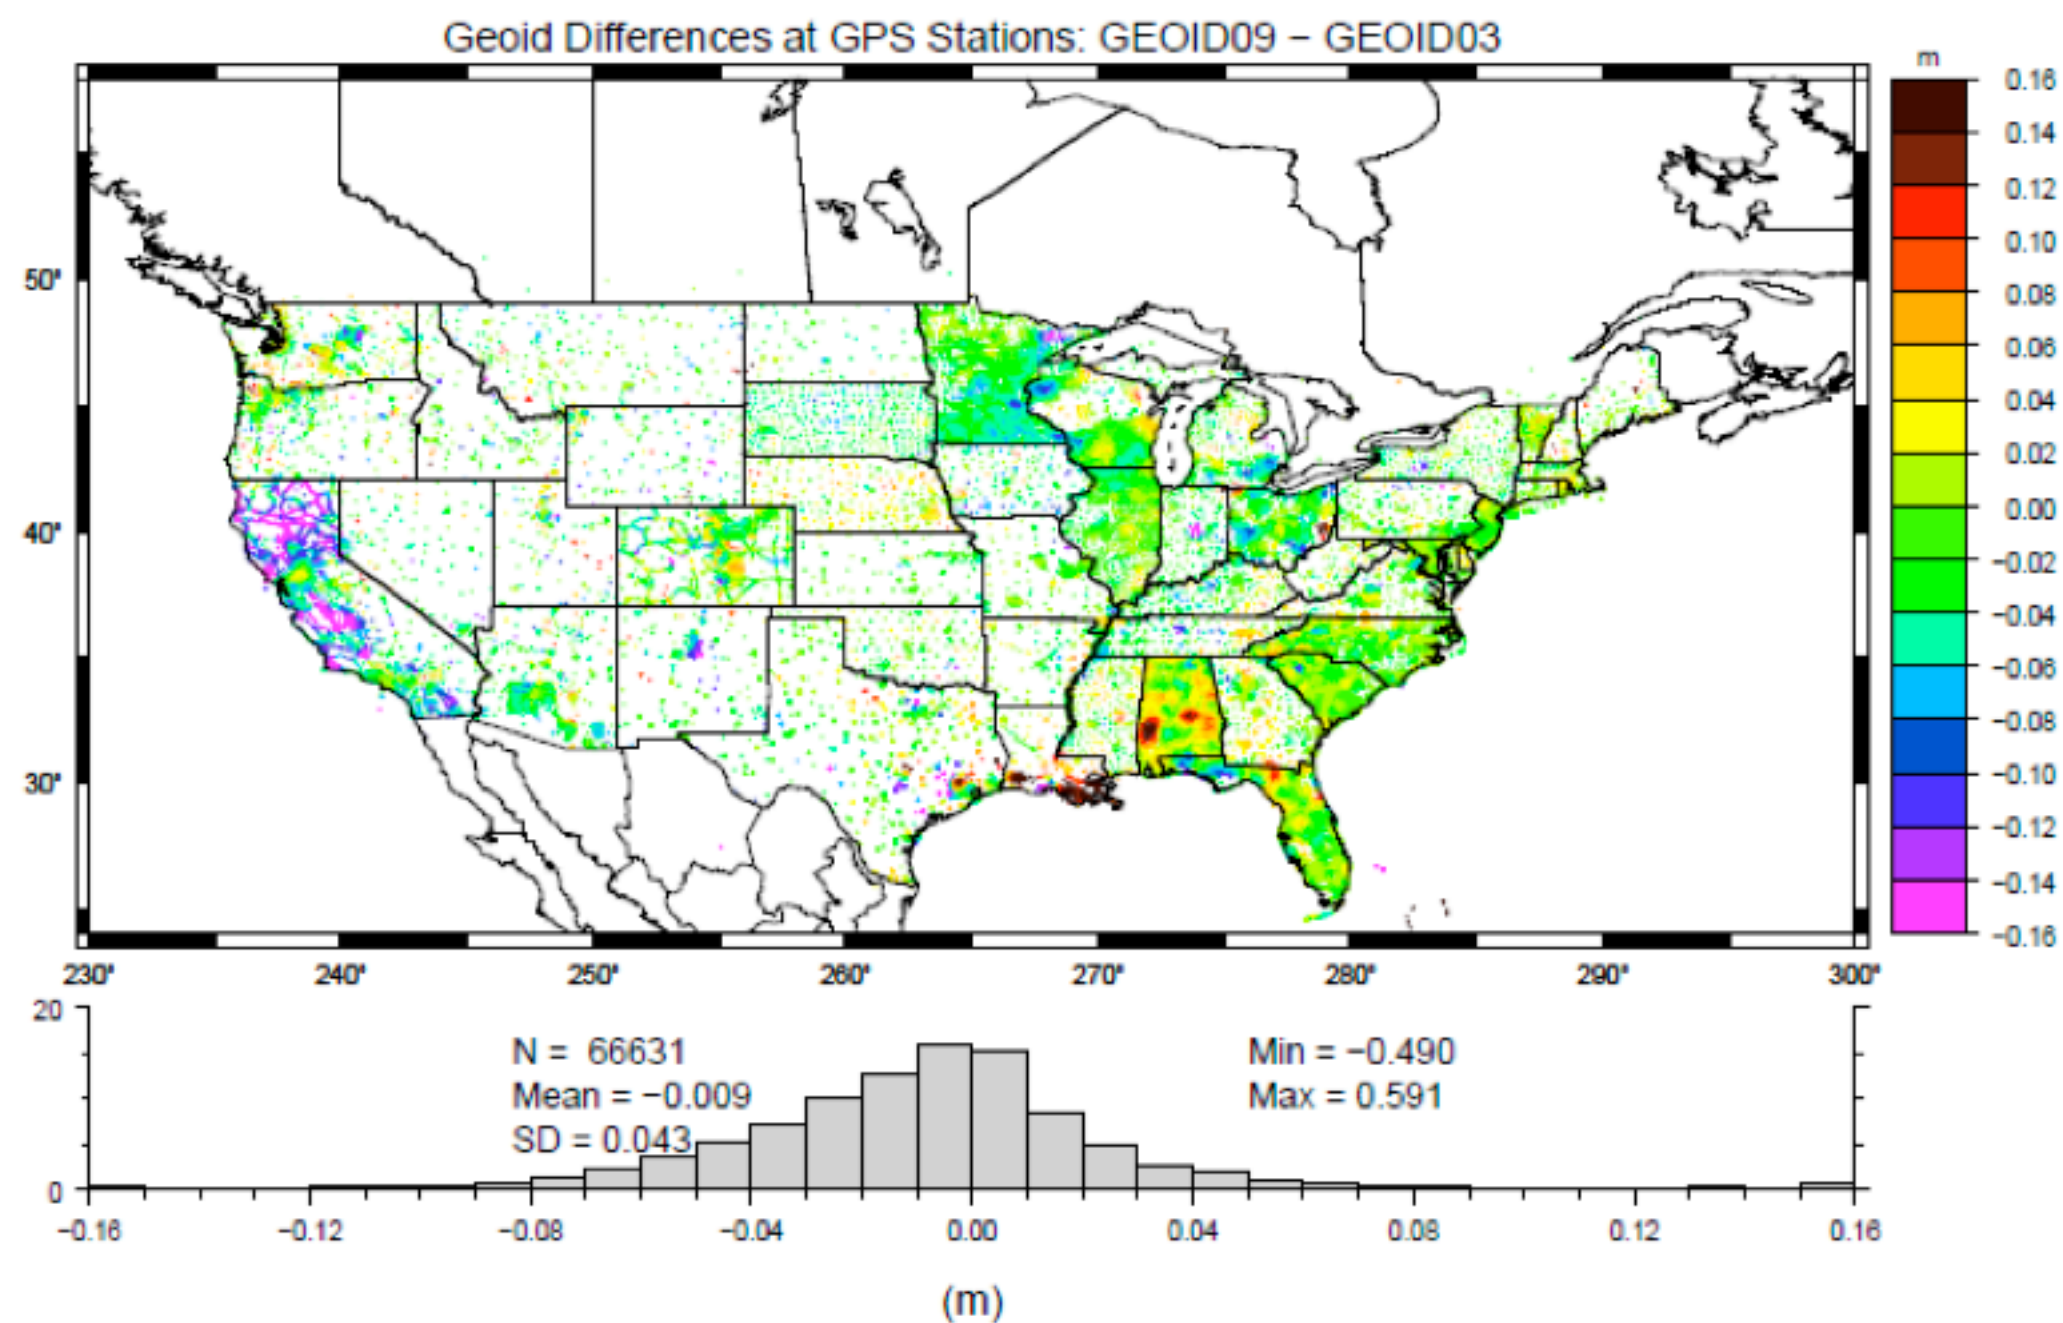 Geoid Differences at GPS Stations: GEOID09 − GEOID03
m
0.16
0.14
0.12
0.10
0.08
0.06
0.04
0.02
0.00
−0.02
−0.04
−0.06
−0.08
−0.10
−0.12
−0.14
−0.16
50°
40°
30°
230° 240° 250° 260° 270° 280° 290° 300°
20
0
N = 66631
Mean = −0.009
SD = 0.043
Min = −0.490
Max = 0.591
−0.16 −0.12 −0.08 −0.04 0.00 0.04 0.08 0.12 0.16
(m)